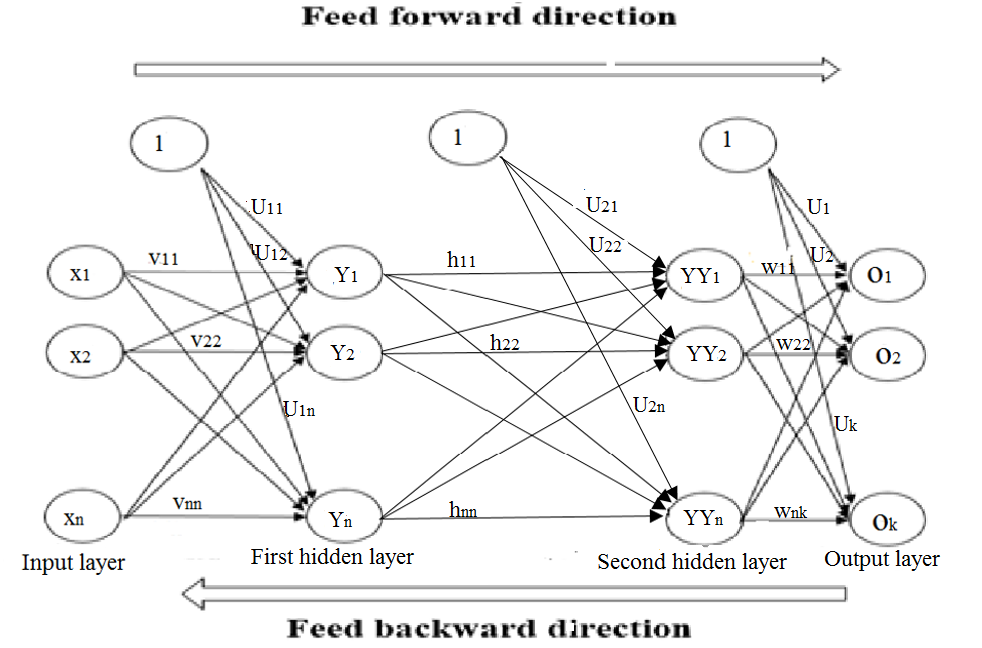 Feed forward direction
1 1 1
U11 U21 U1
U12 U22 U2
x1 v11 Y1 h11 YY1 w11 O1
x2 v22 Y2 h22 YY2 w22 O2
U1n U2n Uk
xn vnn Yn hnn YYn wnk Ok
Input layer First hidden layer Second hidden layer Output layer
Feed backward direction